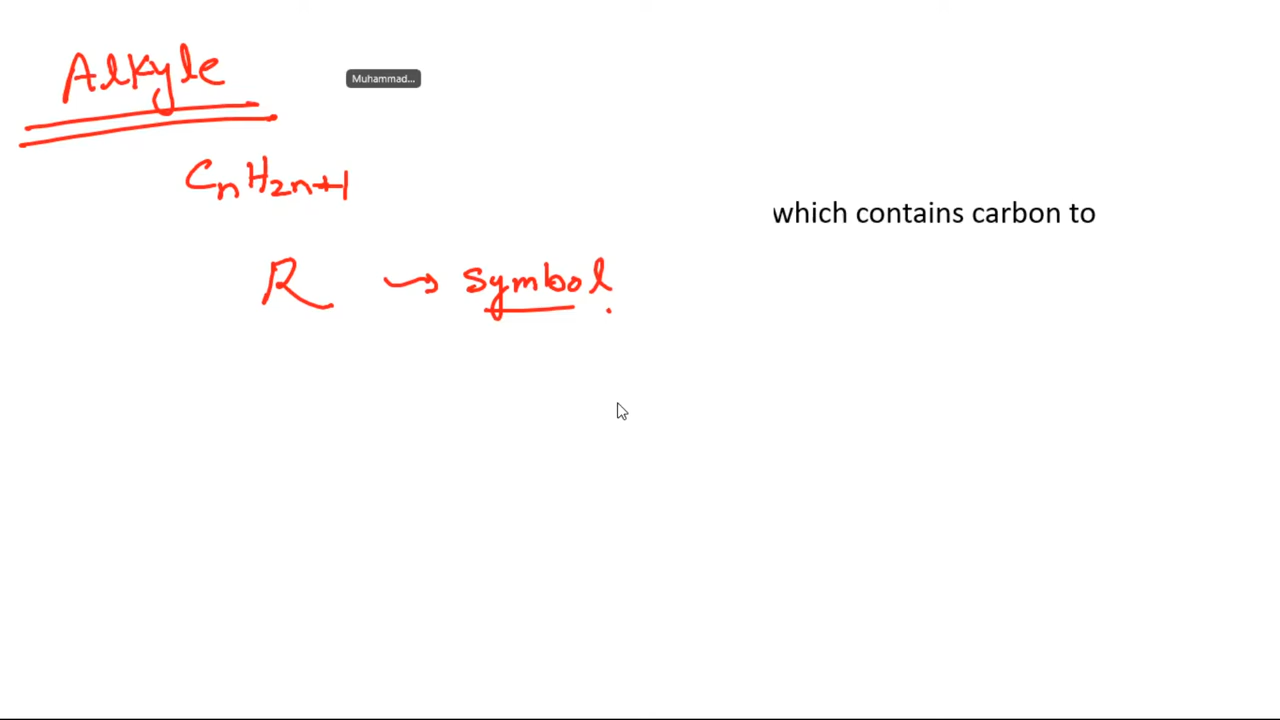 Alkyle
Muhammad...
CnH2n+1
which contains carbon to
R → symbol.